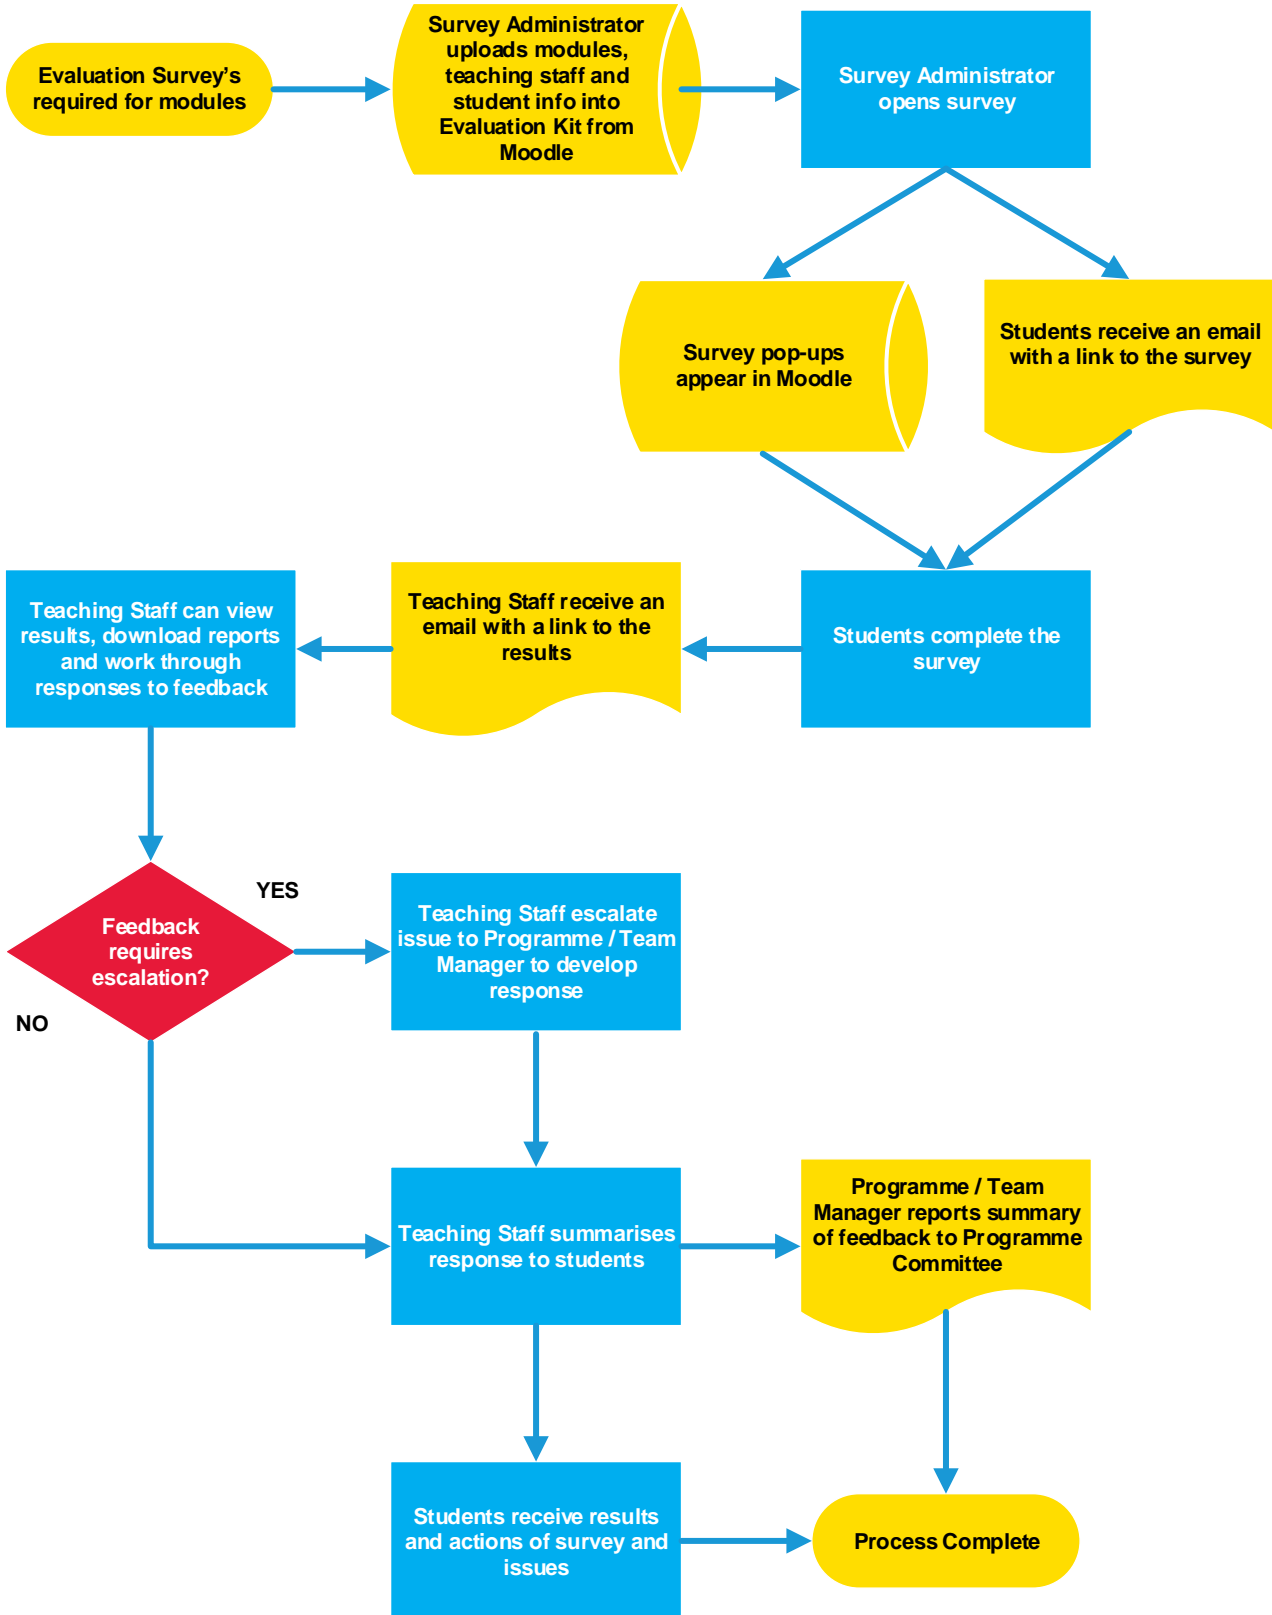 Evaluation Survey's
required for modules
Survey Administrator
uploads modules,
teaching staff and
student info into
Evaluation Kit from
Moodle
Survey Administrator
opens survey
Survey pop-ups
appear in Moodle
Students receive an email
with a link to the survey
Teaching Staff can view
results, download reports
and work through
responses to feedback
Teaching Staff receive an
email with a link to the
results
Students complete the
survey
YES
Feedback
requires
escalation?
NO
Teaching Staff escalate
issue to Programme / Team
Manager to develop
response
Teaching Staff summarises
response to students
Programme / Team
Manager reports summary
of feedback to Programme
Committee
Students receive results
and actions of survey and
issues
Process Complete